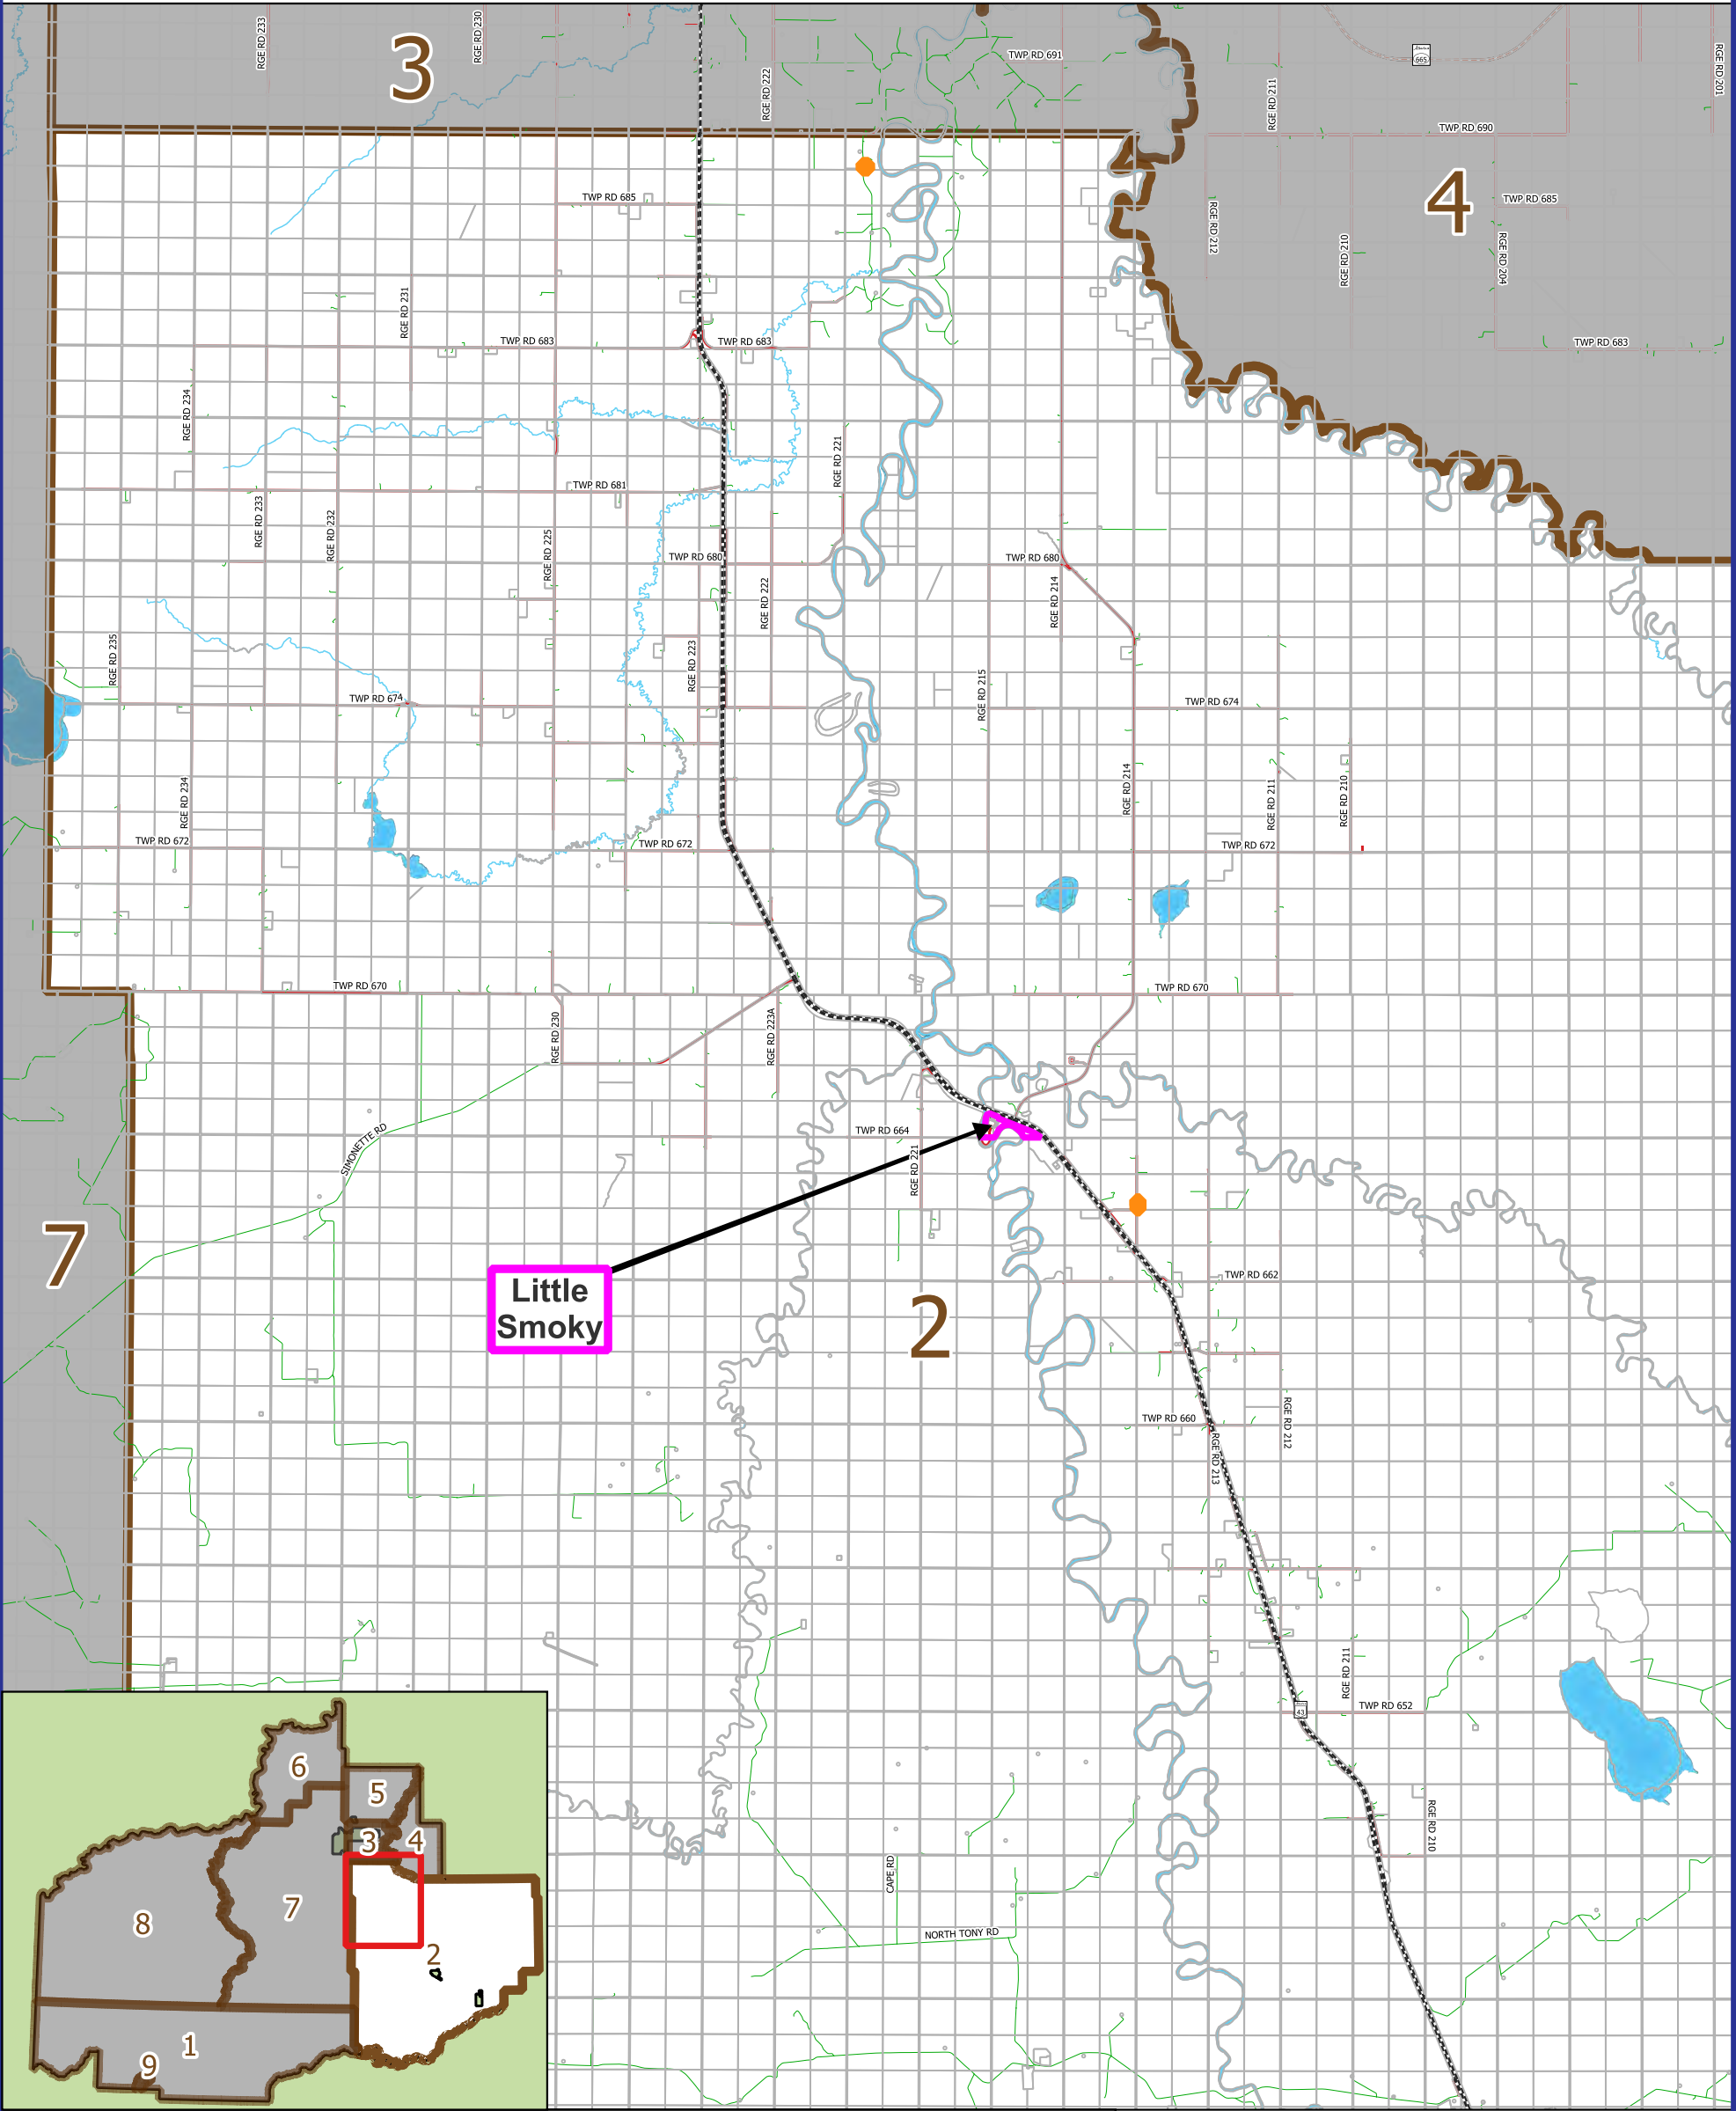 RGE RD 233
RGE RD 230
3
RGE RD 222
TWP RD 691
665
RGE RD 201
RGE RD 211
TWP RD 690
4
TWP RD 685
TWP RD 685
RGE RD 212
RGE RD 210
RGE RD 204
RGE RD 231
TWP RD 683
TWP RD 683
TWP RD 683
RGE RD 234
RGE RD 221
TWP RD 681
RGE RD 233
RGE RD 232
RGE RD 225
TWP RD 680
TWP RD 680
RGE RD 222
RGE RD 214
RGE RD 235
RGE RD 223
RGE RD 215
TWP RD 674
TWP RD 674
RGE RD 234
RGE RD 214
RGE RD 211
RGE RD 210
TWP RD 672
TWP RD 672
TWP RD 672
TWP RD 670
TWP RD 670
RGE RD 230
RGE RD 223A
SIMONETTE RD
TWP RD 664
RGE RD 221
7
Little
Smoky
TWP RD 662
2
TWP RD 660
RGE RD 212
RGE RD 213
RGE RD 211
TWP RD 652
43
RGE RD 210
CAPE RD
NORTH TONY RD
6
5
3
4
7
8
2
1
9